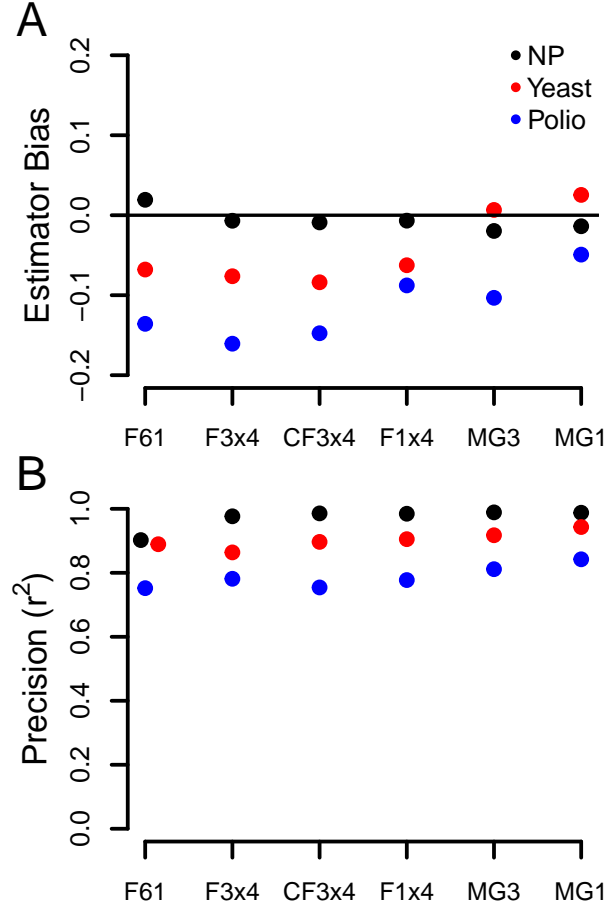 A
NP
Yeast
Polio
Estimator Bias
0.2
0.1
0.0
−0.1
−0.2
F61 F3x4 CF3x4 F1x4 MG3 MG1
B
Precision (r²)
1.0
0.8
0.6
0.4
0.2
0.0
F61 F3x4 CF3x4 F1x4 MG3 MG1